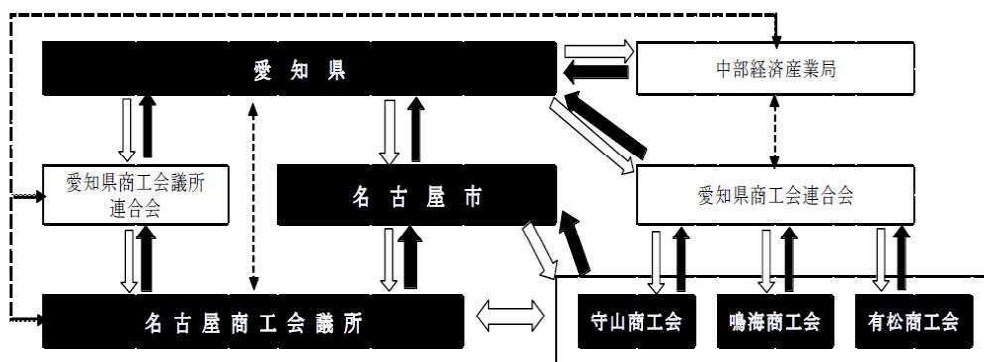 愛知県
中部経済産業局
愛知県商工会議所
連合会
名古屋市
愛知県商工会連合会
名古屋商工会議所
守山商工会
鳴海商工会
有松商工会